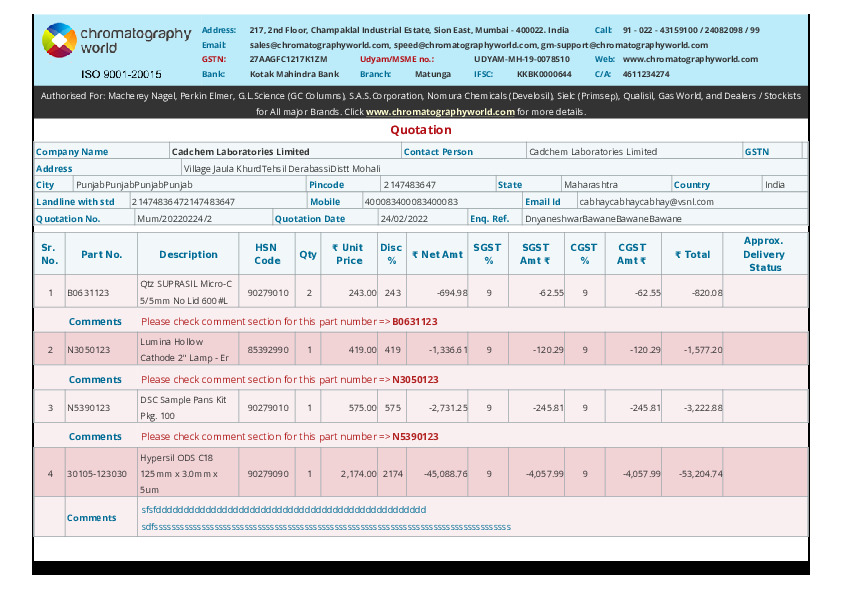 chromatography
world
ISO 9001-20015
Address: 217, 2nd Floor, Champaklal Industrial Estate, Sion East, Mumbai - 400022. India Call: 91 - 022 - 43159100 / 24082098 / 99
Email: sales@chromatographyworld.com, speed@chromatographyworld.com, gm-support@chromatographyworld.com
GSTN: 27AAGFC1217K1ZM Udyam/MSME no.: UDYAM-MH-19-0078510 Web: www.chromatographyworld.com
Bank: Kotak Mahindra Bank Branch: Matunga IFSC: KKBK0000644 C/A: 4611234274
Authorised For: Macherey Nagel, Perkin Elmer, G.L.Science (GC Columns), S.A.S.Corporation, Nomura Chemicals (Develosil), Sielc (Primsep), Qualisil, Gas World, and Dealers / Stockists
for All major Brands. Click www.chromatographyworld.com for more details.
Quotation
Company Name Cadchem Laboratories Limited Contact Person Cadchem Laboratories Limited GSTN
Address Village Jaula KhurdTehsil DerabassiDistt Mohali
City PunjabPunjabPunjabPunjab Pincode 2147483647 State Maharashtra Country India
Landline with std 21474836472147483647 Mobile 400083400083400083 Email Id cabhaycabhaycabhay@vsnl.com
Quotation No. Mum/20220224/2 Quotation Date 24/02/2022 Enq. Ref. DnyaneshwarBawaneBawaneBawane
Sr. No. Part No. Description HSN Code Qty ₹ Unit Price Disc % ₹ Net Amt SGST % SGST Amt ₹ CGST % CGST Amt ₹ ₹ Total Approx. Delivery Status
1 B0631123 Qtz SUPRASIL Micro-C 5/5mm No Lid 600#L 90279010 2 243.00 243 -694.98 9 -62.55 9 -62.55 -820.08
Comments Please check comment section for this part number => B0631123
2 N3050123 Lumina Hollow Cathode 2" Lamp - Er 85392990 1 419.00 419 -1,336.61 9 -120.29 9 -120.29 -1,577.20
Comments Please check comment section for this part number => N3050123
3 N5390123 DSC Sample Pans Kit Pkg. 100 90279010 1 575.00 575 -2,731.25 9 -245.81 9 -245.81 -3,222.88
Comments Please check comment section for this part number => N5390123
4 30105-123030 Hypersil ODS C18 125mm x 3.0mm x 5um 90279090 1 2,174.00 2174 -45,088.76 9 -4,057.99 9 -4,057.99 -53,204.74
Comments